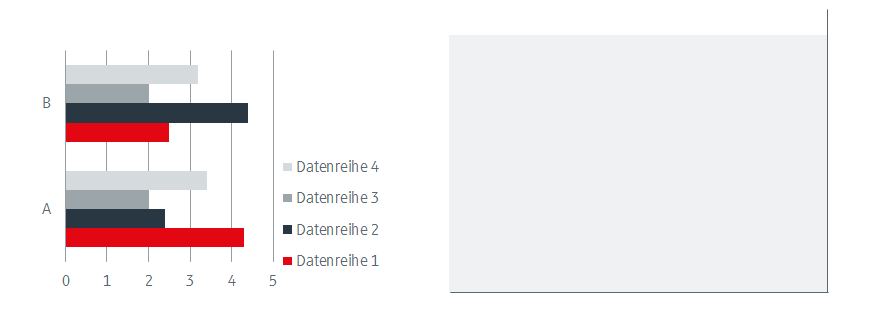 B
A
0 1 2 3 4 5
Datenreihe 4
Datenreihe 3
Datenreihe 2
Datenreihe 1